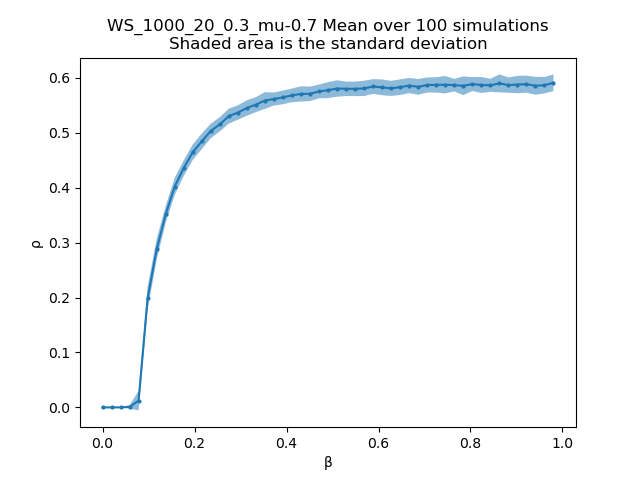 WS_1000_20_0.3_mu-0.7 Mean over 100 simulations
Shaded area is the standard deviation
0.6
0.5
0.4
0.3
0.2
0.1
0.0
ρ
0.0 0.2 0.4 0.6 0.8 1.0
β